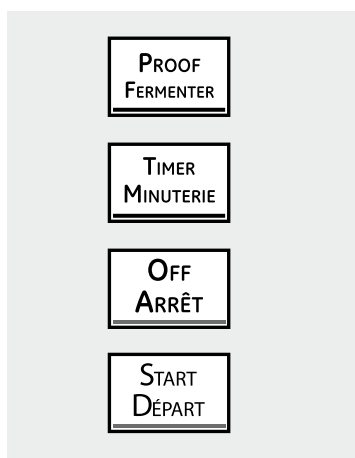 Proof
Fermenter
Timer
Minuterie
Off
Arrêt
Start
Départ